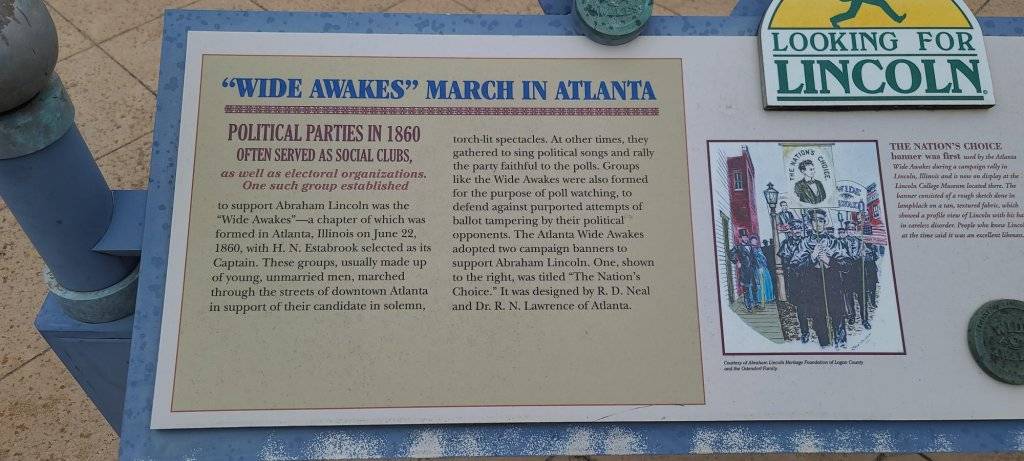 LOOKING FOR
LINCOLN
"WIDE AWAKES" MARCH IN ATLANTA
POLITICAL PARTIES IN 1860
OFTEN SERVED AS SOCIAL CLUBS,
as well as electoral organizations.
One such group established
to support Abraham Lincoln was the
"Wide Awakes"—a chapter of which was
formed in Atlanta, Illinois on June 22,
1860, with H. N. Estabrook selected as its
Captain. These groups, usually made up
of young, unmarried men, marched
through the streets of downtown Atlanta
in support of their candidate in solemn,
torch-lit spectacles. At other times, they
gathered to sing political songs and rally
the party faithful to the polls. Groups
like the Wide Awakes were also formed
for the purpose of poll watching, to
defend against purported attempts of
ballot tampering by their political
opponents. The Atlanta Wide Awakes
adopted two campaign banners to
support Abraham Lincoln. One, shown
to the right, was titled "The Nation's
Choice." It was designed by R. D. Neal
and Dr. R. N. Lawrence of Atlanta.
THE NATION'S CHOICE
WIDE
Courtesy of Abraham Lincoln Heritage Foundation of Logan County
and the Ostendorf Family.
THE NATION'S CHOICE
banner was first used by the Atlanta
Wide Awakes during a campaign rally in
Lincoln, Illinois and is now on display at the
Lincoln College Museum located there. The
banner consisted of a rough sketch done in
lampblack on a tan, textured fabric, which
showed a profile view of Lincoln with his
in careless disorder. People who knew
at the time said it was an excellent